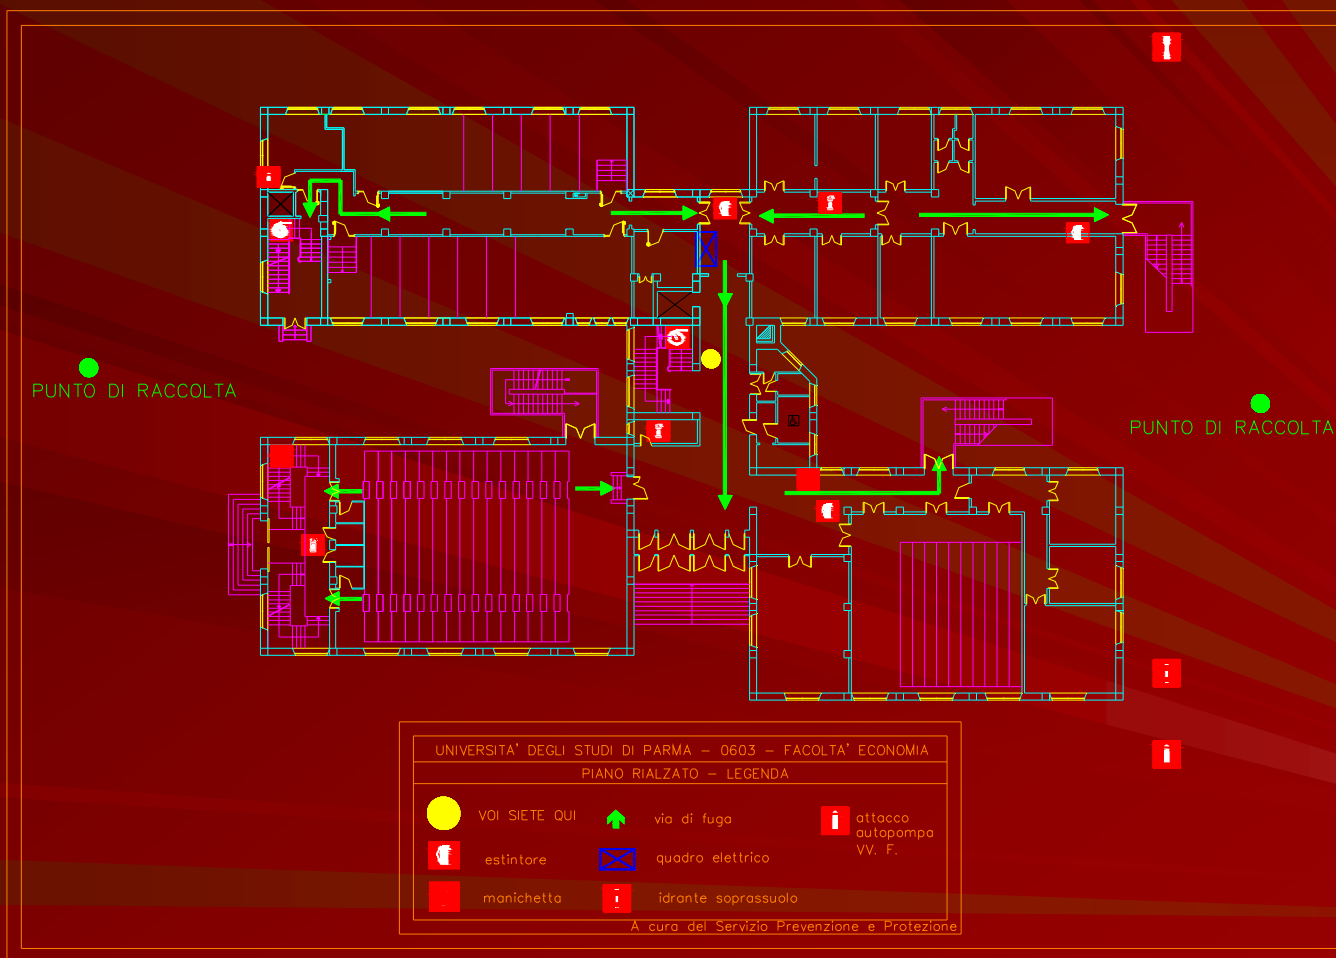 PUNTO DI RACCOLTA
PUNTO DI RACCOLTA
UNIVERSITA' DEGLI STUDI DI PARMA – 0603 – FACOLTA' ECONOMIA
PIANO RIALZATO – LEGENDA
VOI SIETE QUI
via di fuga
attacco
autopompa
VV. F.
estintore
quadro elettrico
manichetta
idrante soprassuolo
A cura del Servizio Prevenzione e Protezione